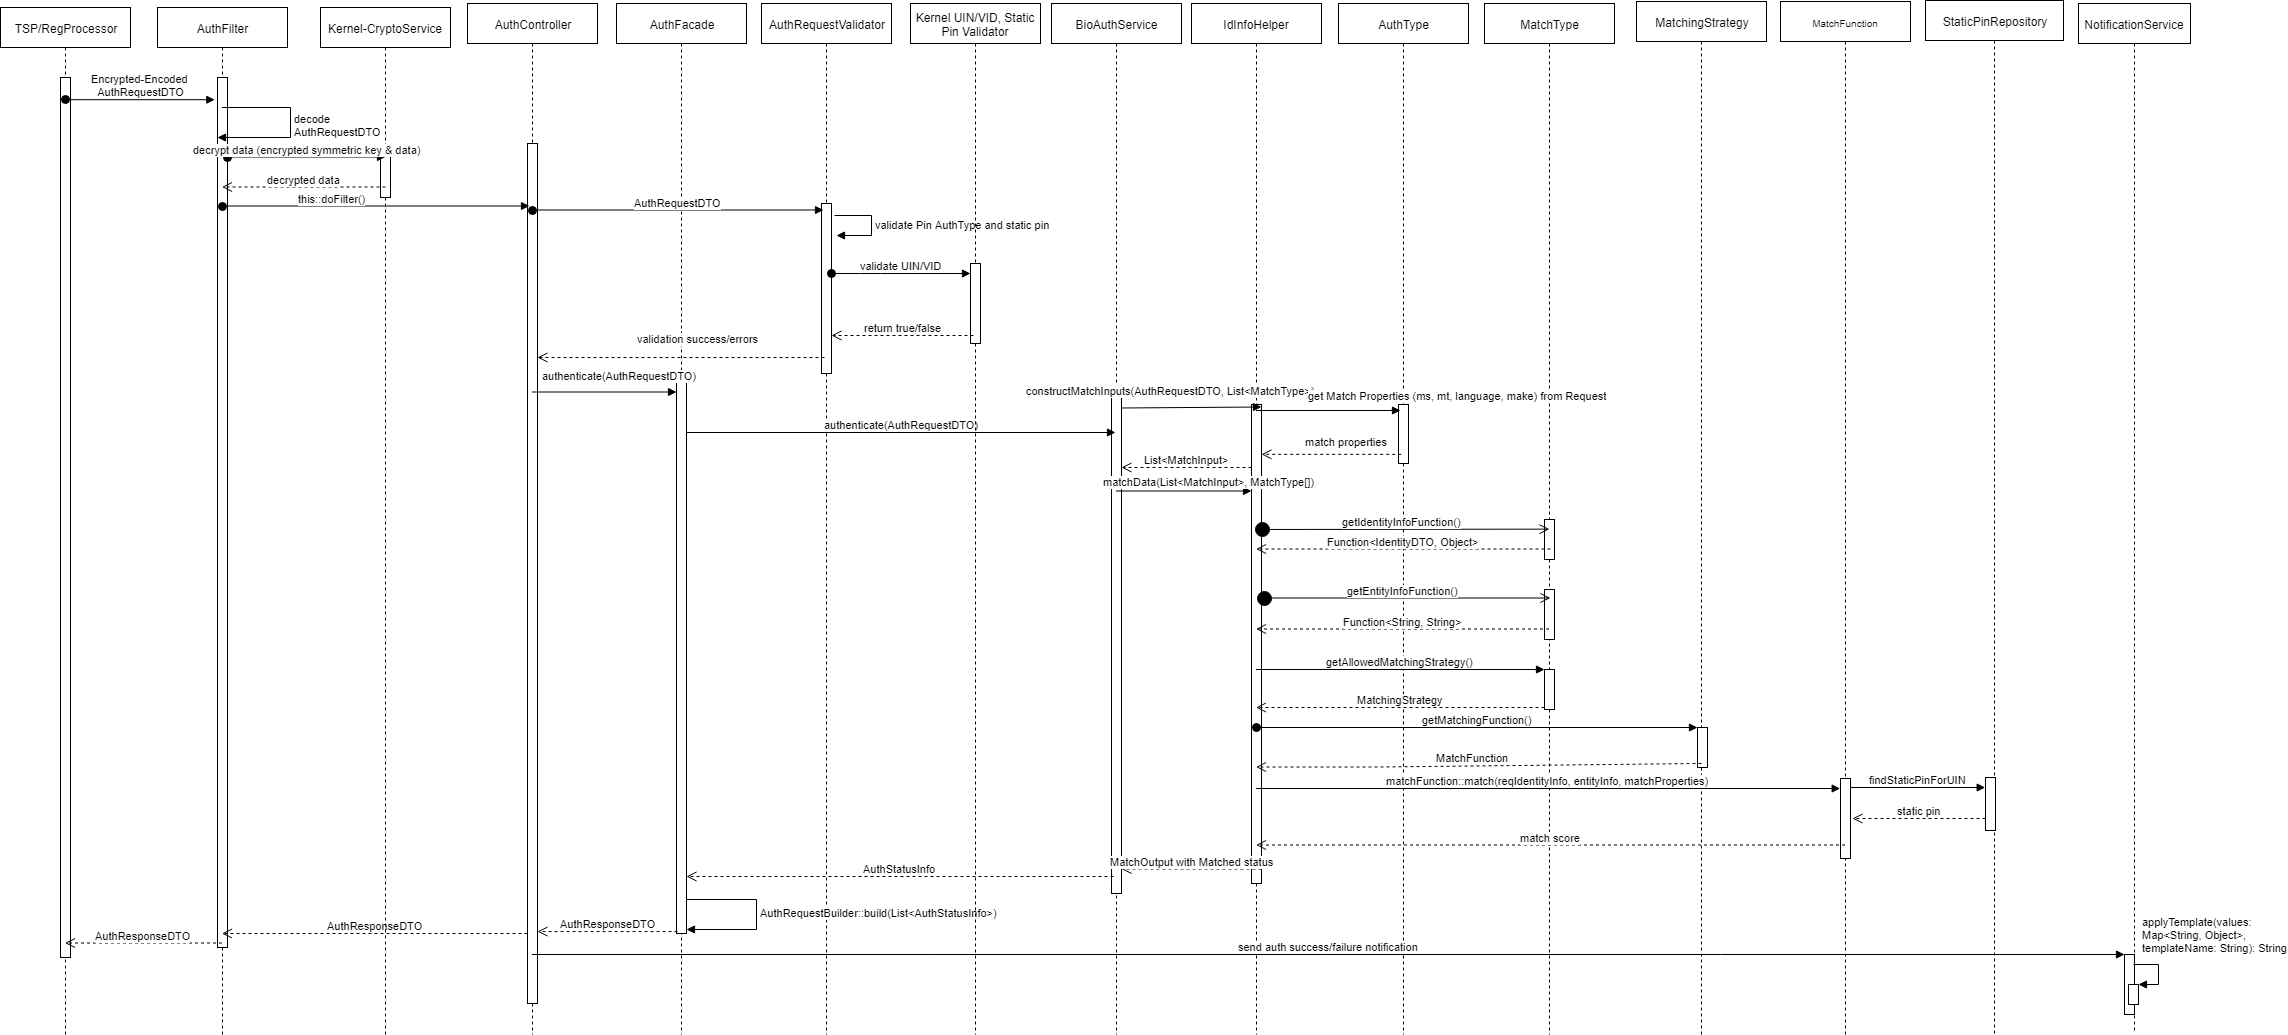 TSP/RegProcessor
AuthFilter
Kernel-CryptoService
AuthController
AuthFacade
AuthRequestValidator
Kernel UIN/VID, Static
Pin Validator
BioAuthService
IdInfoHelper
AuthType
MatchType
MatchingStrategy
MatchFunction
StaticPinRepository
NotificationService
Encrypted-Encoded
AuthRequestDTO
decode
AuthRequestDTO
decrypt data (encrypted symmetric key & data)
decrypted data
this::doFilter()
AuthRequestDTO
validate Pin AuthType and static pin
validate UIN/VID
return true/false
validation success/errors
authenticate(AuthRequestDTO)
constructMatchInputs(AuthRequestDTO, List<MatchType>
get Match Properties (ms, mt, language, make) from Request
authenticate(AuthRequestDTO)
match properties
List<MatchInput>
matchData(List<MatchInput>, MatchType[])
getIdentityInfoFunction()
Function<IdentityDTO, Object>
getEntityInfoFunction()
Function<String, String>
getAllowedMatchingStrategy()
MatchingStrategy
getMatchingFunction()
MatchFunction
matchFunction::match(reqIdentityInfo, entityInfo, matchProperties)
findStaticPinForUIN
static pin
match score
MatchOutput with Matched status
AuthStatusInfo
AuthRequestBuilder::build(List<AuthStatusInfo>)
AuthResponseDTO
AuthResponseDTO
AuthResponseDTO
send auth success/failure notification
applyTemplate(values:
Map<String, Object>,
templateName: String): String